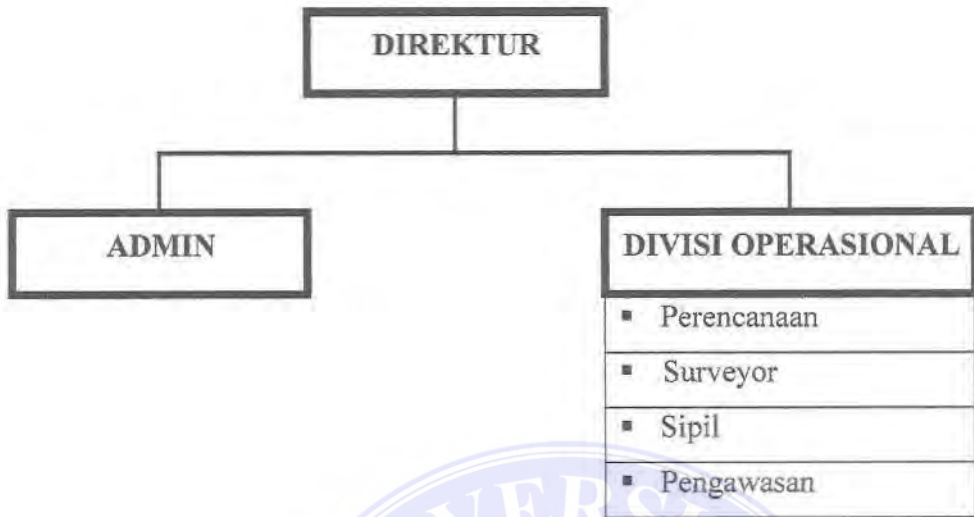 DIREKTUR
ADMIN
DIVISI OPERASIONAL
▪ Perencanaan
▪ Surveyor
▪ Sipil
▪ Pengawasan